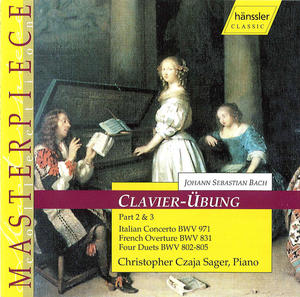 hänssler
CLASSIC
MASTERPIECE
collection
JOHANN SEBASTIAN BACH
CLAVIER-ÜBUNG
Part 2 & 3
Italian Concerto BWV 971
French Overture BWV 831
Four Duets BWV 802-805
Christopher Czaja Sager, Piano